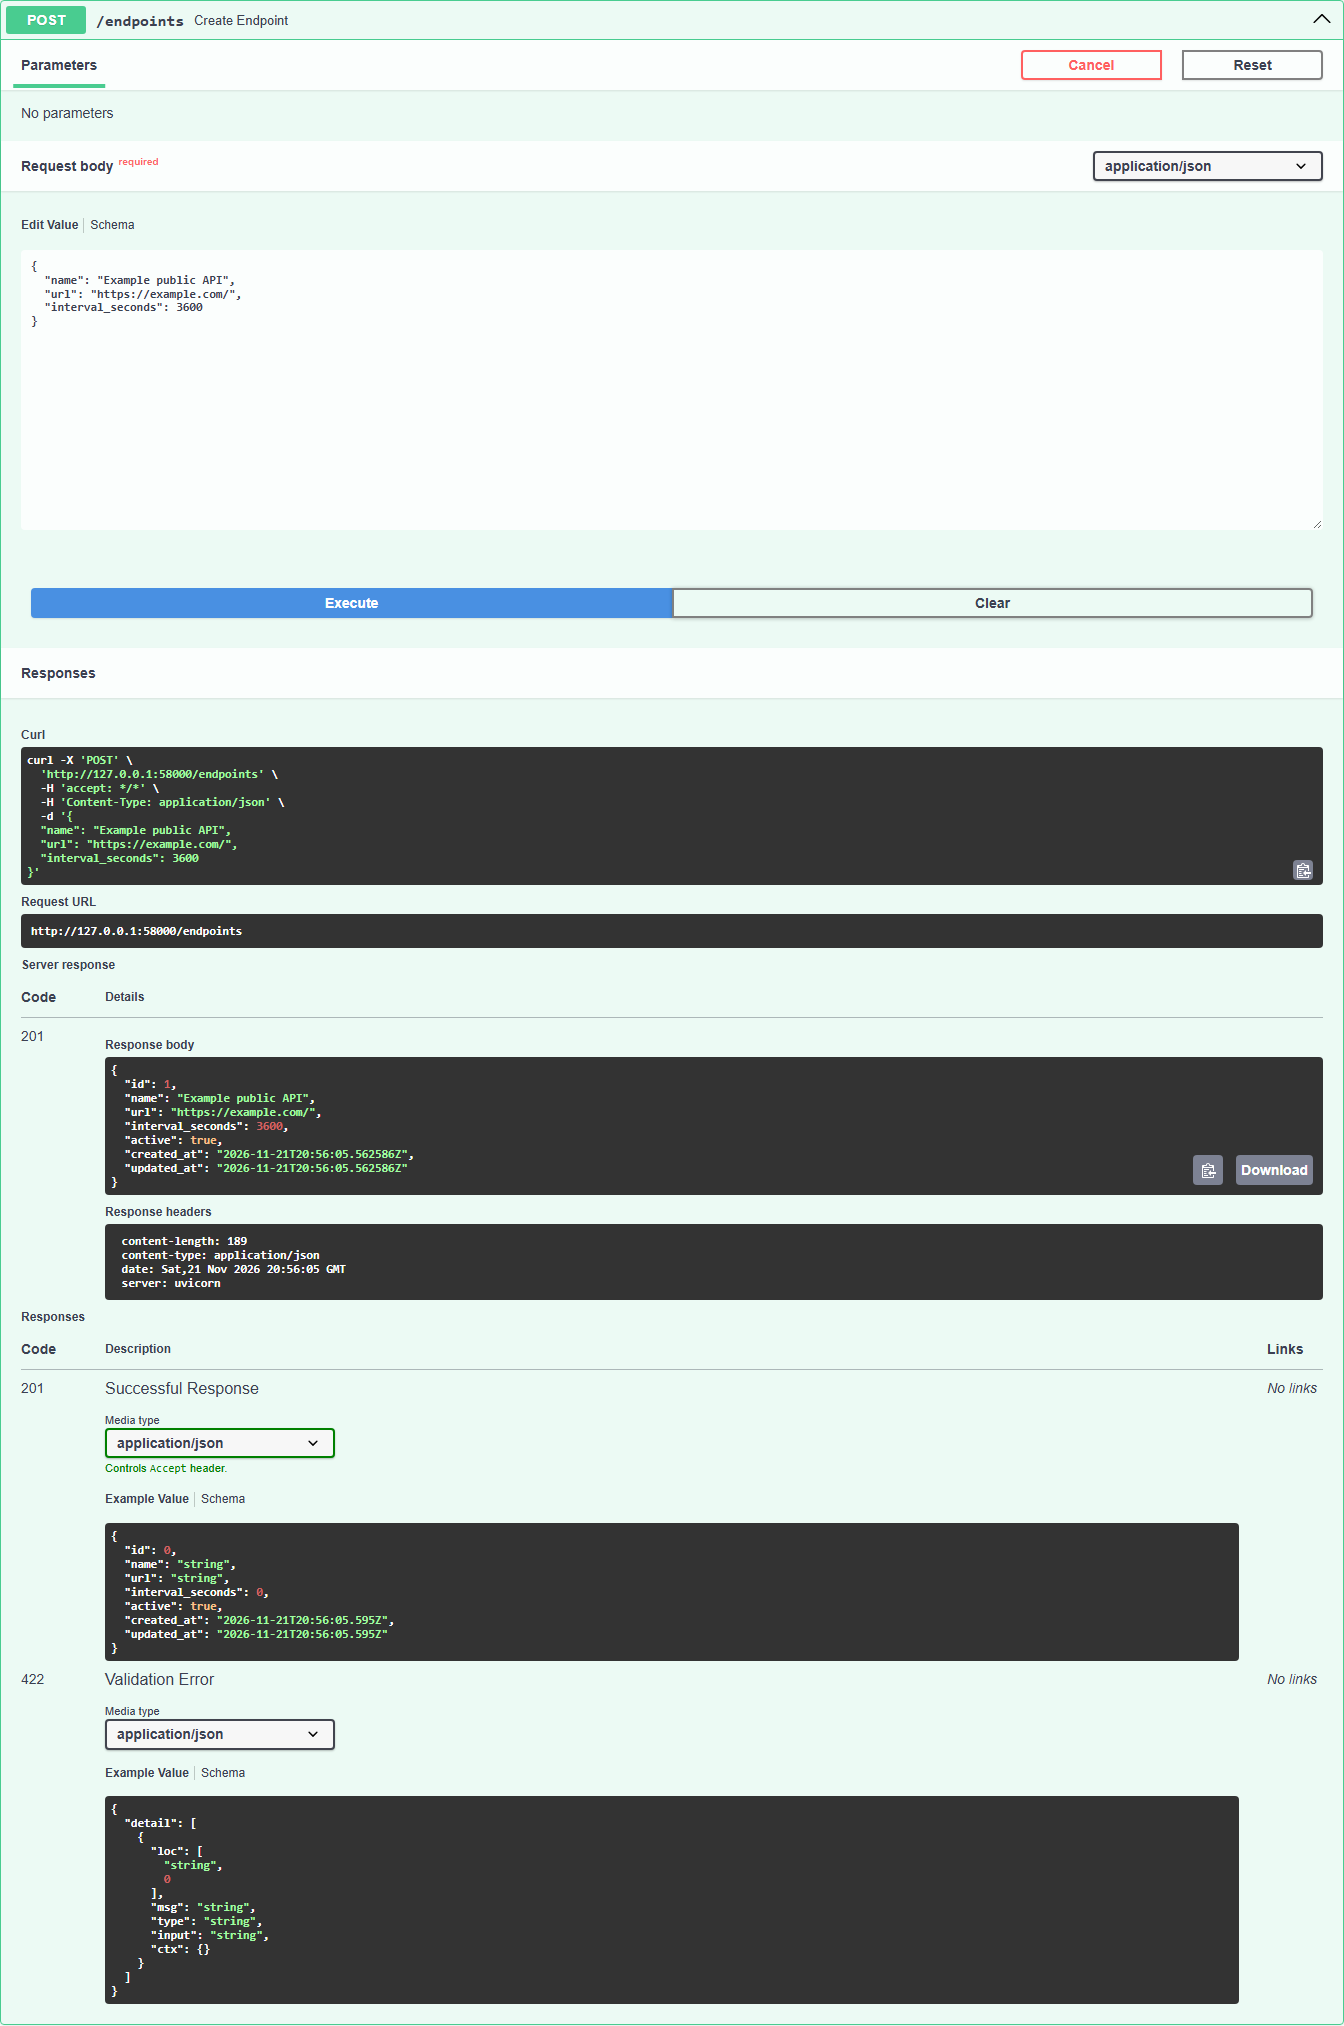 POST /endpoints Create Endpoint
Parameters
Cancel
Reset
No parameters
Request body required
application/json
Edit Value | Schema
{
  "name": "Example public API",
  "url": "https://example.com/",
  "interval_seconds": 3600
}
Execute
Clear
Responses
Curl
curl -X 'POST' \
  'http://127.0.0.1:58000/endpoints' \
  -H 'accept: */*' \
  -H 'Content-Type: application/json' \
  -d '{
  "name": "Example public API",
  "url": "https://example.com/",
  "interval_seconds": 3600
}'
Request URL
http://127.0.0.1:58000/endpoints
Server response
Code Details
201
Response body
{
  "id": 1,
  "name": "Example public API",
  "url": "https://example.com/",
  "interval_seconds": 3600,
  "active": true,
  "created_at": "2026-11-21T20:56:05.562586Z",
  "updated_at": "2026-11-21T20:56:05.562586Z"
}
Download
Response headers
content-length: 189
content-type: application/json
date: Sat,21 Nov 2026 20:56:05 GMT
server: uvicorn
Responses
Code Description Links
201 Successful Response No links
Media type
application/json
Controls Accept header.
Example Value | Schema
{
  "id": 0,
  "name": "string",
  "url": "string",
  "interval_seconds": 0,
  "active": true,
  "created_at": "2026-11-21T20:56:05.595Z",
  "updated_at": "2026-11-21T20:56:05.595Z"
}
422 Validation Error No links
Media type
application/json
Example Value | Schema
{
  "detail": [
    {
      "loc": [
        "string",
        0
      ],
      "msg": "string",
      "type": "string",
      "input": "string",
      "ctx": {}
    }
  ]
}